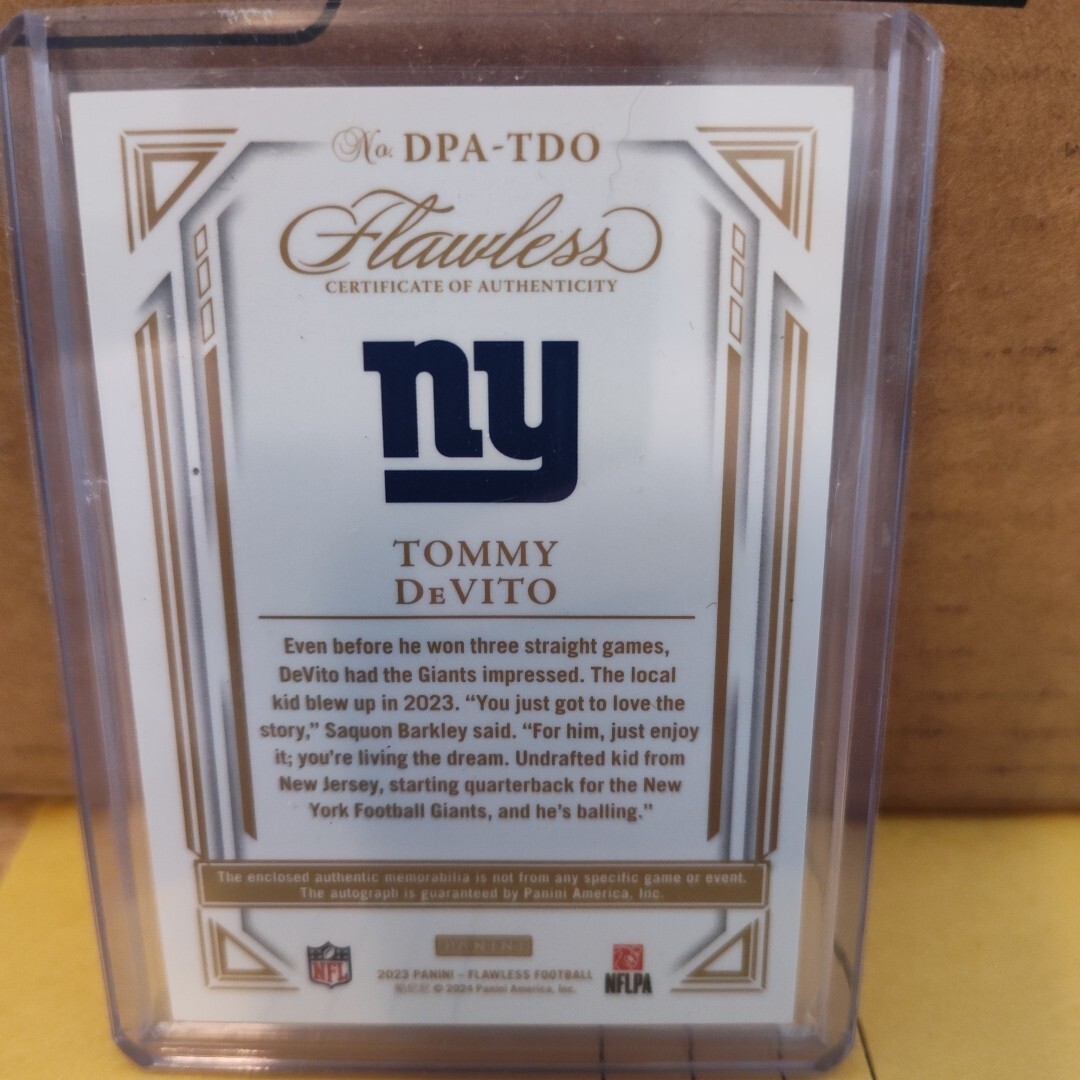 No. DPA-TDO
Flawless
CERTIFICATE OF AUTHENTICITY
ny
TOMMY
DEVITO
Even before he won three straight games,
DeVito had the Giants impressed. The local
kid blew up in 2023. “You just got to love the
story,” Saquon Barkley said. “For him, just enjoy
it; you’re living the dream. Undrafted kid from
New Jersey, starting quarterback for the New
York Football Giants, and he’s balling.”
The enclosed authentic memorabilia is not from any specific game or event.
The autograph is guaranteed by Panini America, Inc.
NFL
PANINI
2023 PANINI – FLAWLESS FOOTBALL
© 2024 Panini America, Inc.
NFLPA